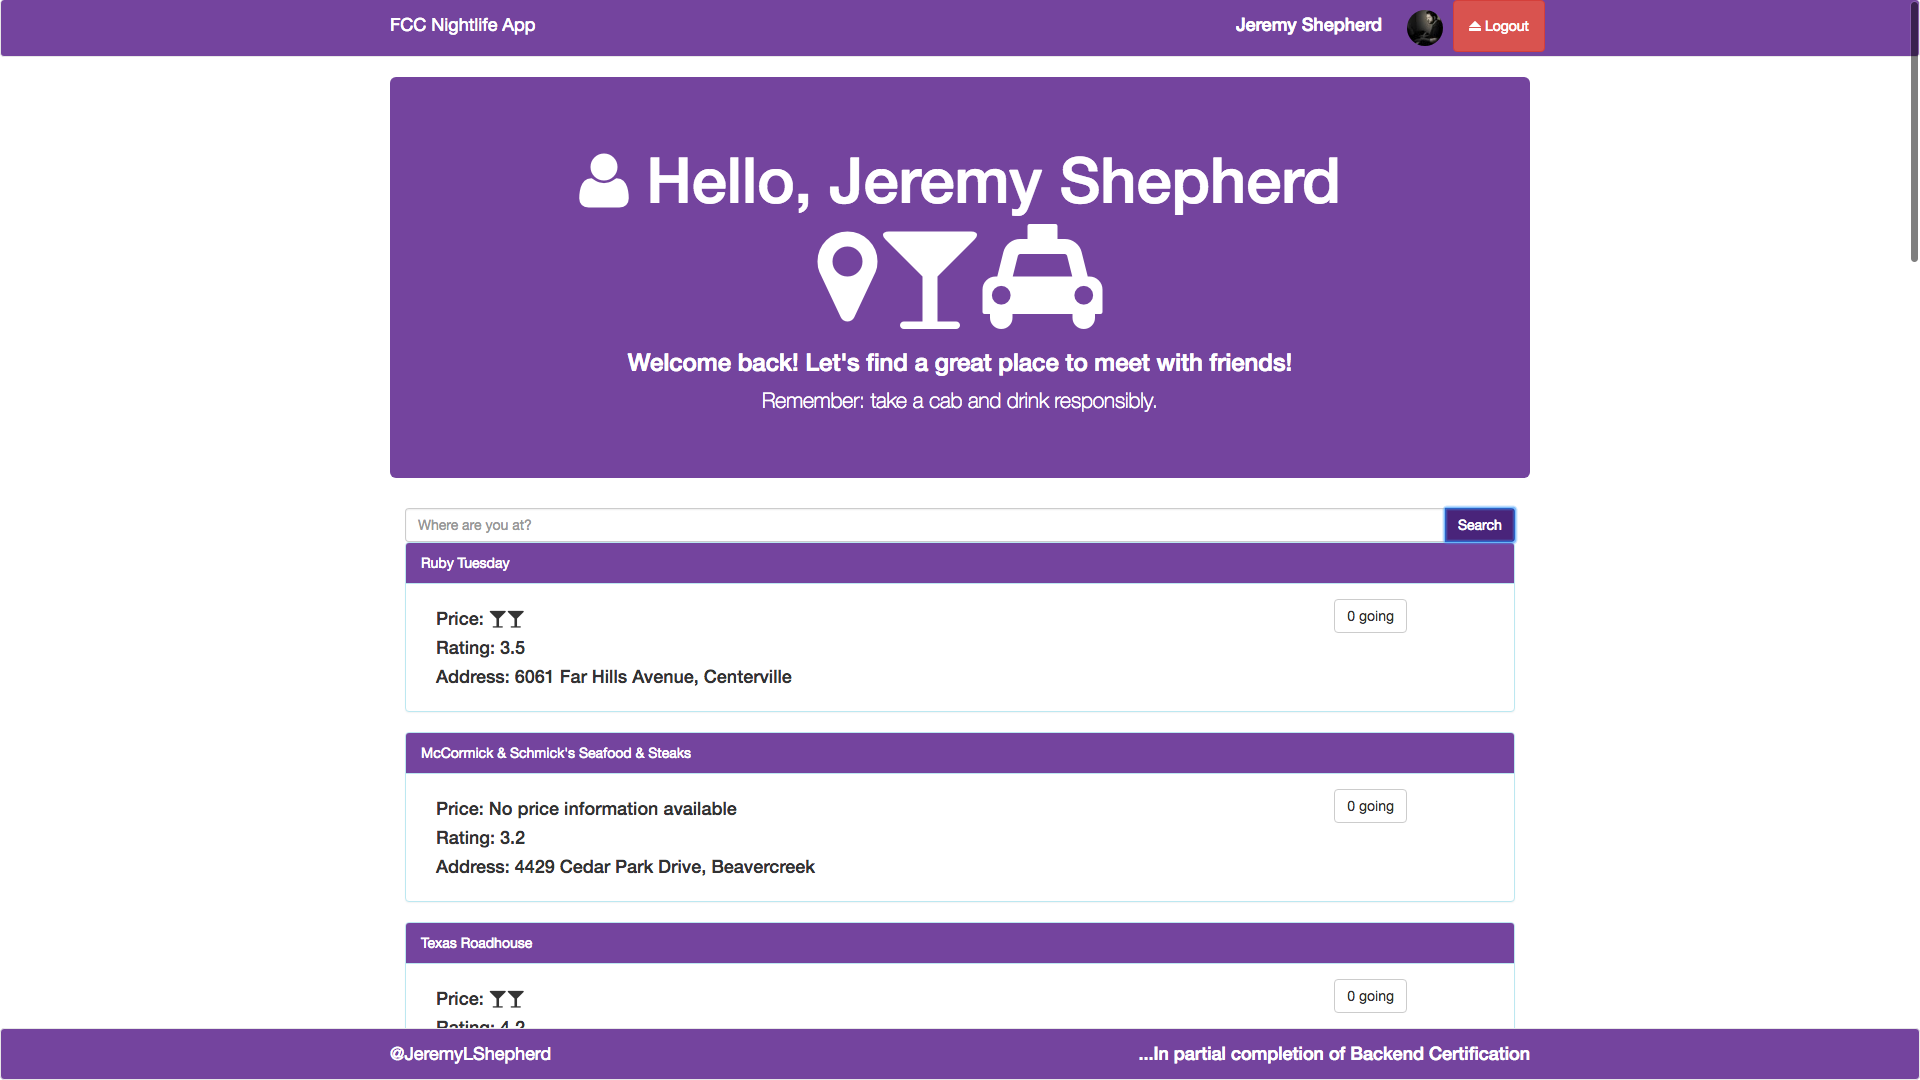 FCC Nightlife App
Jeremy Shepherd
Logout
Hello, Jeremy Shepherd
Welcome back! Let's find a great place to meet with friends!
Remember: take a cab and drink responsibly.
Where are you at?
Search
Ruby Tuesday
Price:
0 going
Rating: 3.5
Address: 6061 Far Hills Avenue, Centerville
McCormick & Schmick's Seafood & Steaks
Price: No price information available
0 going
Rating: 3.2
Address: 4429 Cedar Park Drive, Beavercreek
Texas Roadhouse
Price:
0 going
Rating: 4.2
@JeremyLShepherd
...In partial completion of Backend Certification